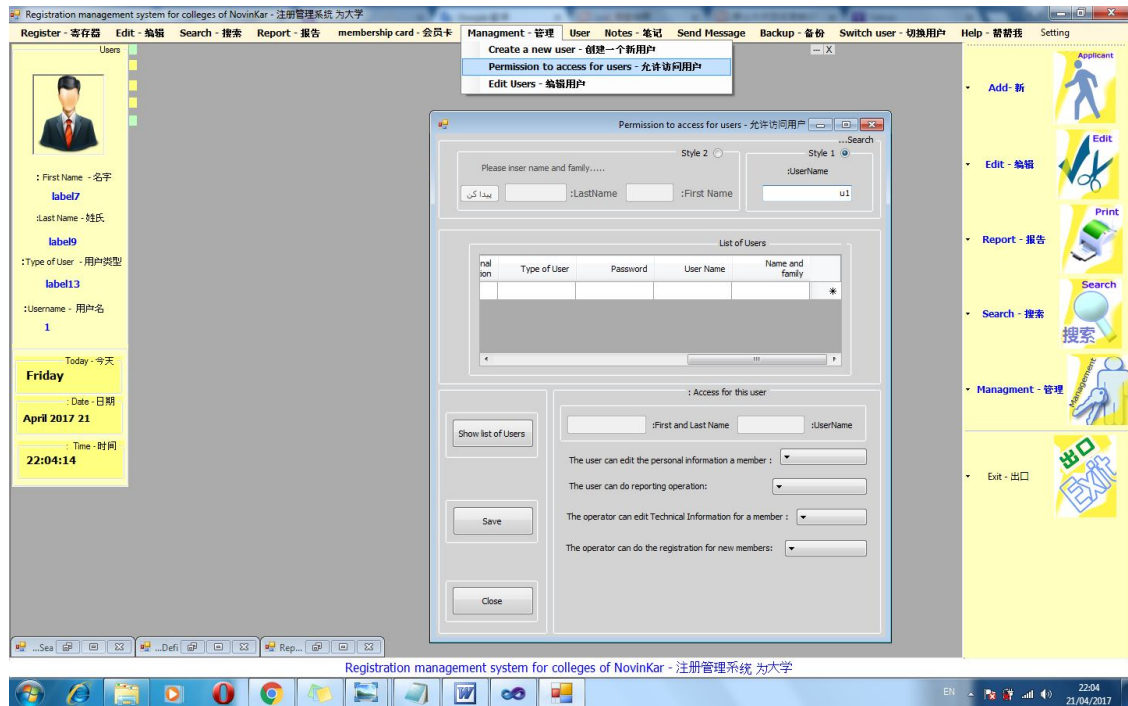 Registration management system for colleges of NovinKar - 注册管理系统 为大学
Register - 寄存器 Edit - 编辑 Search - 搜索 Report - 报告 membership card - 会员卡 Managment - 管理 User Notes - 笔记 Send Message Backup - 备份 Switch user - 切换用户 Help - 帮帮我 Setting
Create a new user - 创建一个新用户
Permission to access for users - 允许访问用户
Edit Users - 编辑用户
Users
: First Name - 名字
label7
:Last Name - 姓氏
label9
:Type of User - 用户类型
label13
:Username - 用户名
1
Today - 今天
Friday
: Date - 日期
April 2017 21
: Time - 时间
22:04:14
Permission to access for users - 允许访问用户
...Search
Style 2
Style 1
Please inser name and family.....
:UserName
پیدا کن
:LastName
:First Name
u1
List of Users
nal
ion
Type of User
Password
User Name
Name and
family
: Access for this user
Show list of Users
:First and Last Name
:UserName
The user can edit the personal information a member :
The user can do reporting operation:
Save
The operator can edit Technical Information for a member :
The operator can do the registration for new members:
Close
Applicant
Add- 新
Edit
Edit - 编辑
Print
Report - 报告
Search
Search - 搜索
搜索
Management
Managment - 管理
出口
EXIT
Exit - 出口
...Sea
...Defi
Rep...
Registration management system for colleges of NovinKar - 注册管理系统 为大学
EN
22:04
21/04/2017